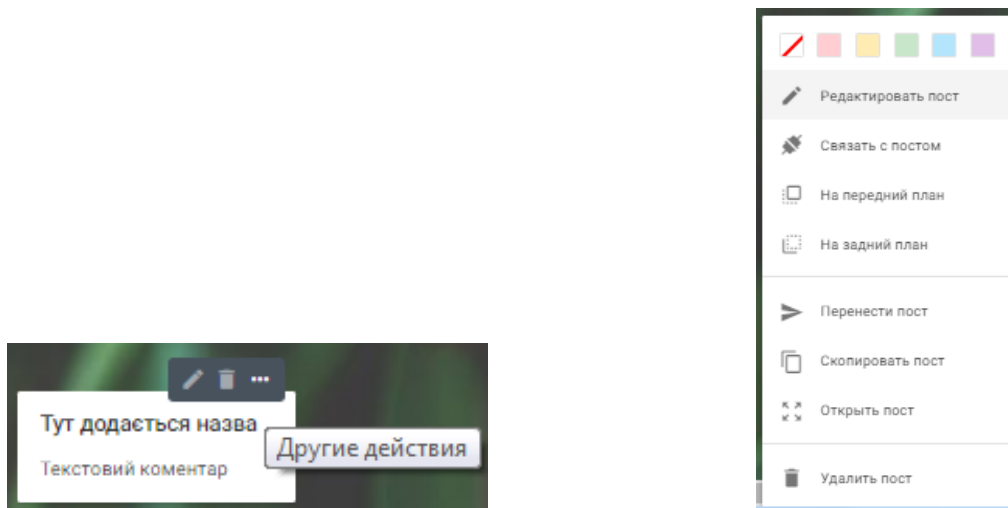 Тут додається назва
Другие действия
Текстовий коментар
Редактировать пост
Связать с постом
На передний план
На задний план
Перенести пост
Скопировать пост
Открыть пост
Удалить пост